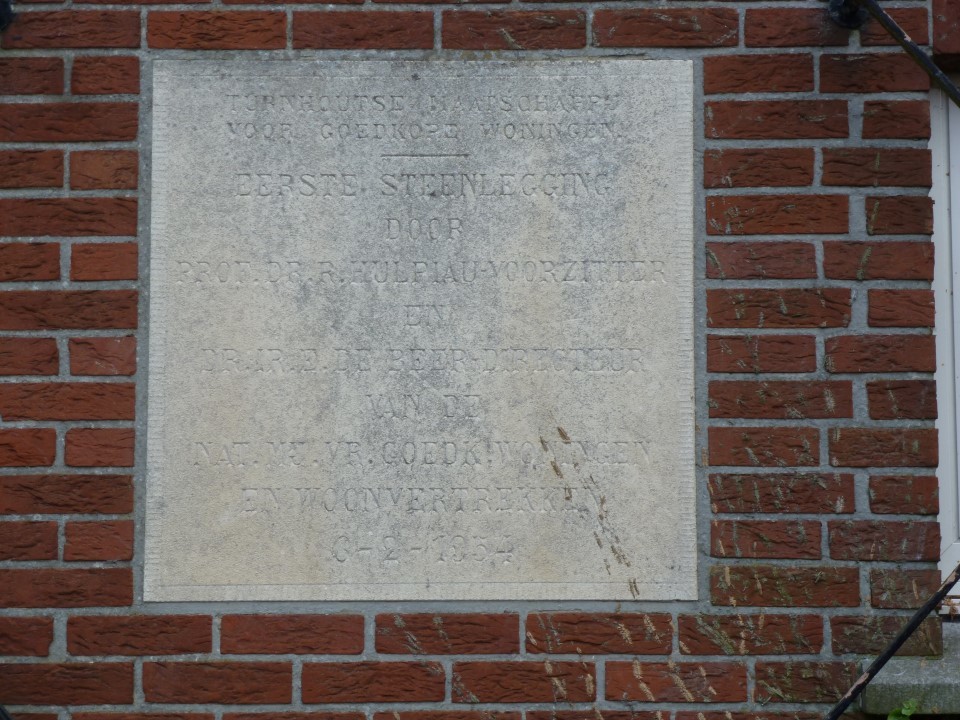 TURNHOUTSE MAATSCHAPPIJ
VOOR GOEDKOPE WONINGEN
EERSTE STEENLEGGING
DOOR
PROF. DR. R. HULPIAU-VOORZITTER
EN
DR. IR. E. DE BEER-DIRECTEUR
VAN DE
NAT. MIJ. VR. GOEDK. WONINGEN
EN WOONVERTREKKEN
6-2-1954